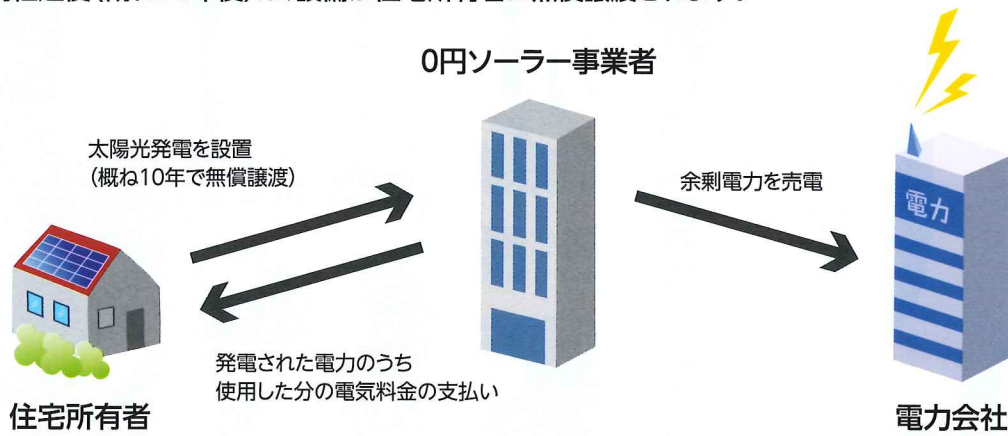 0円ソーラー事業者
太陽光発電を設置
（概ね10年で無償譲渡）
余剰電力を売電
電力
発電された電力のうち
使用した分の電気料金の支払い
住宅所有者
電力会社